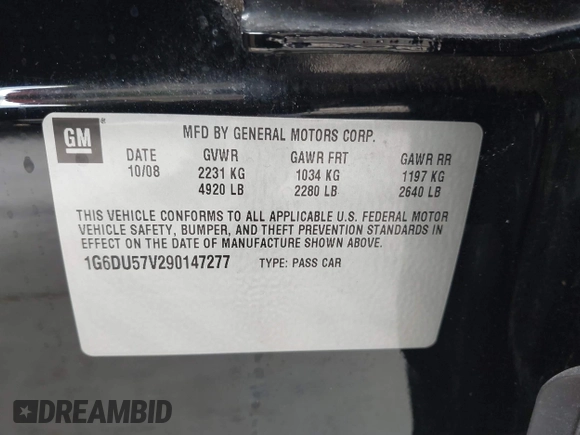 GM
MFD BY GENERAL MOTORS CORP.
DATE GVWR GAWR FRT GAWR RR
10/08 2231 KG 1034 KG 1197 KG
4920 LB 2280 LB 2640 LB
THIS VEHICLE CONFORMS TO ALL APPLICABLE U.S. FEDERAL MOTOR
VEHICLE SAFETY, BUMPER, AND THEFT PREVENTION STANDARDS IN
EFFECT ON THE DATE OF MANUFACTURE SHOWN ABOVE.
1G6DU57V290147277 TYPE: PASS CAR
DREAMBID